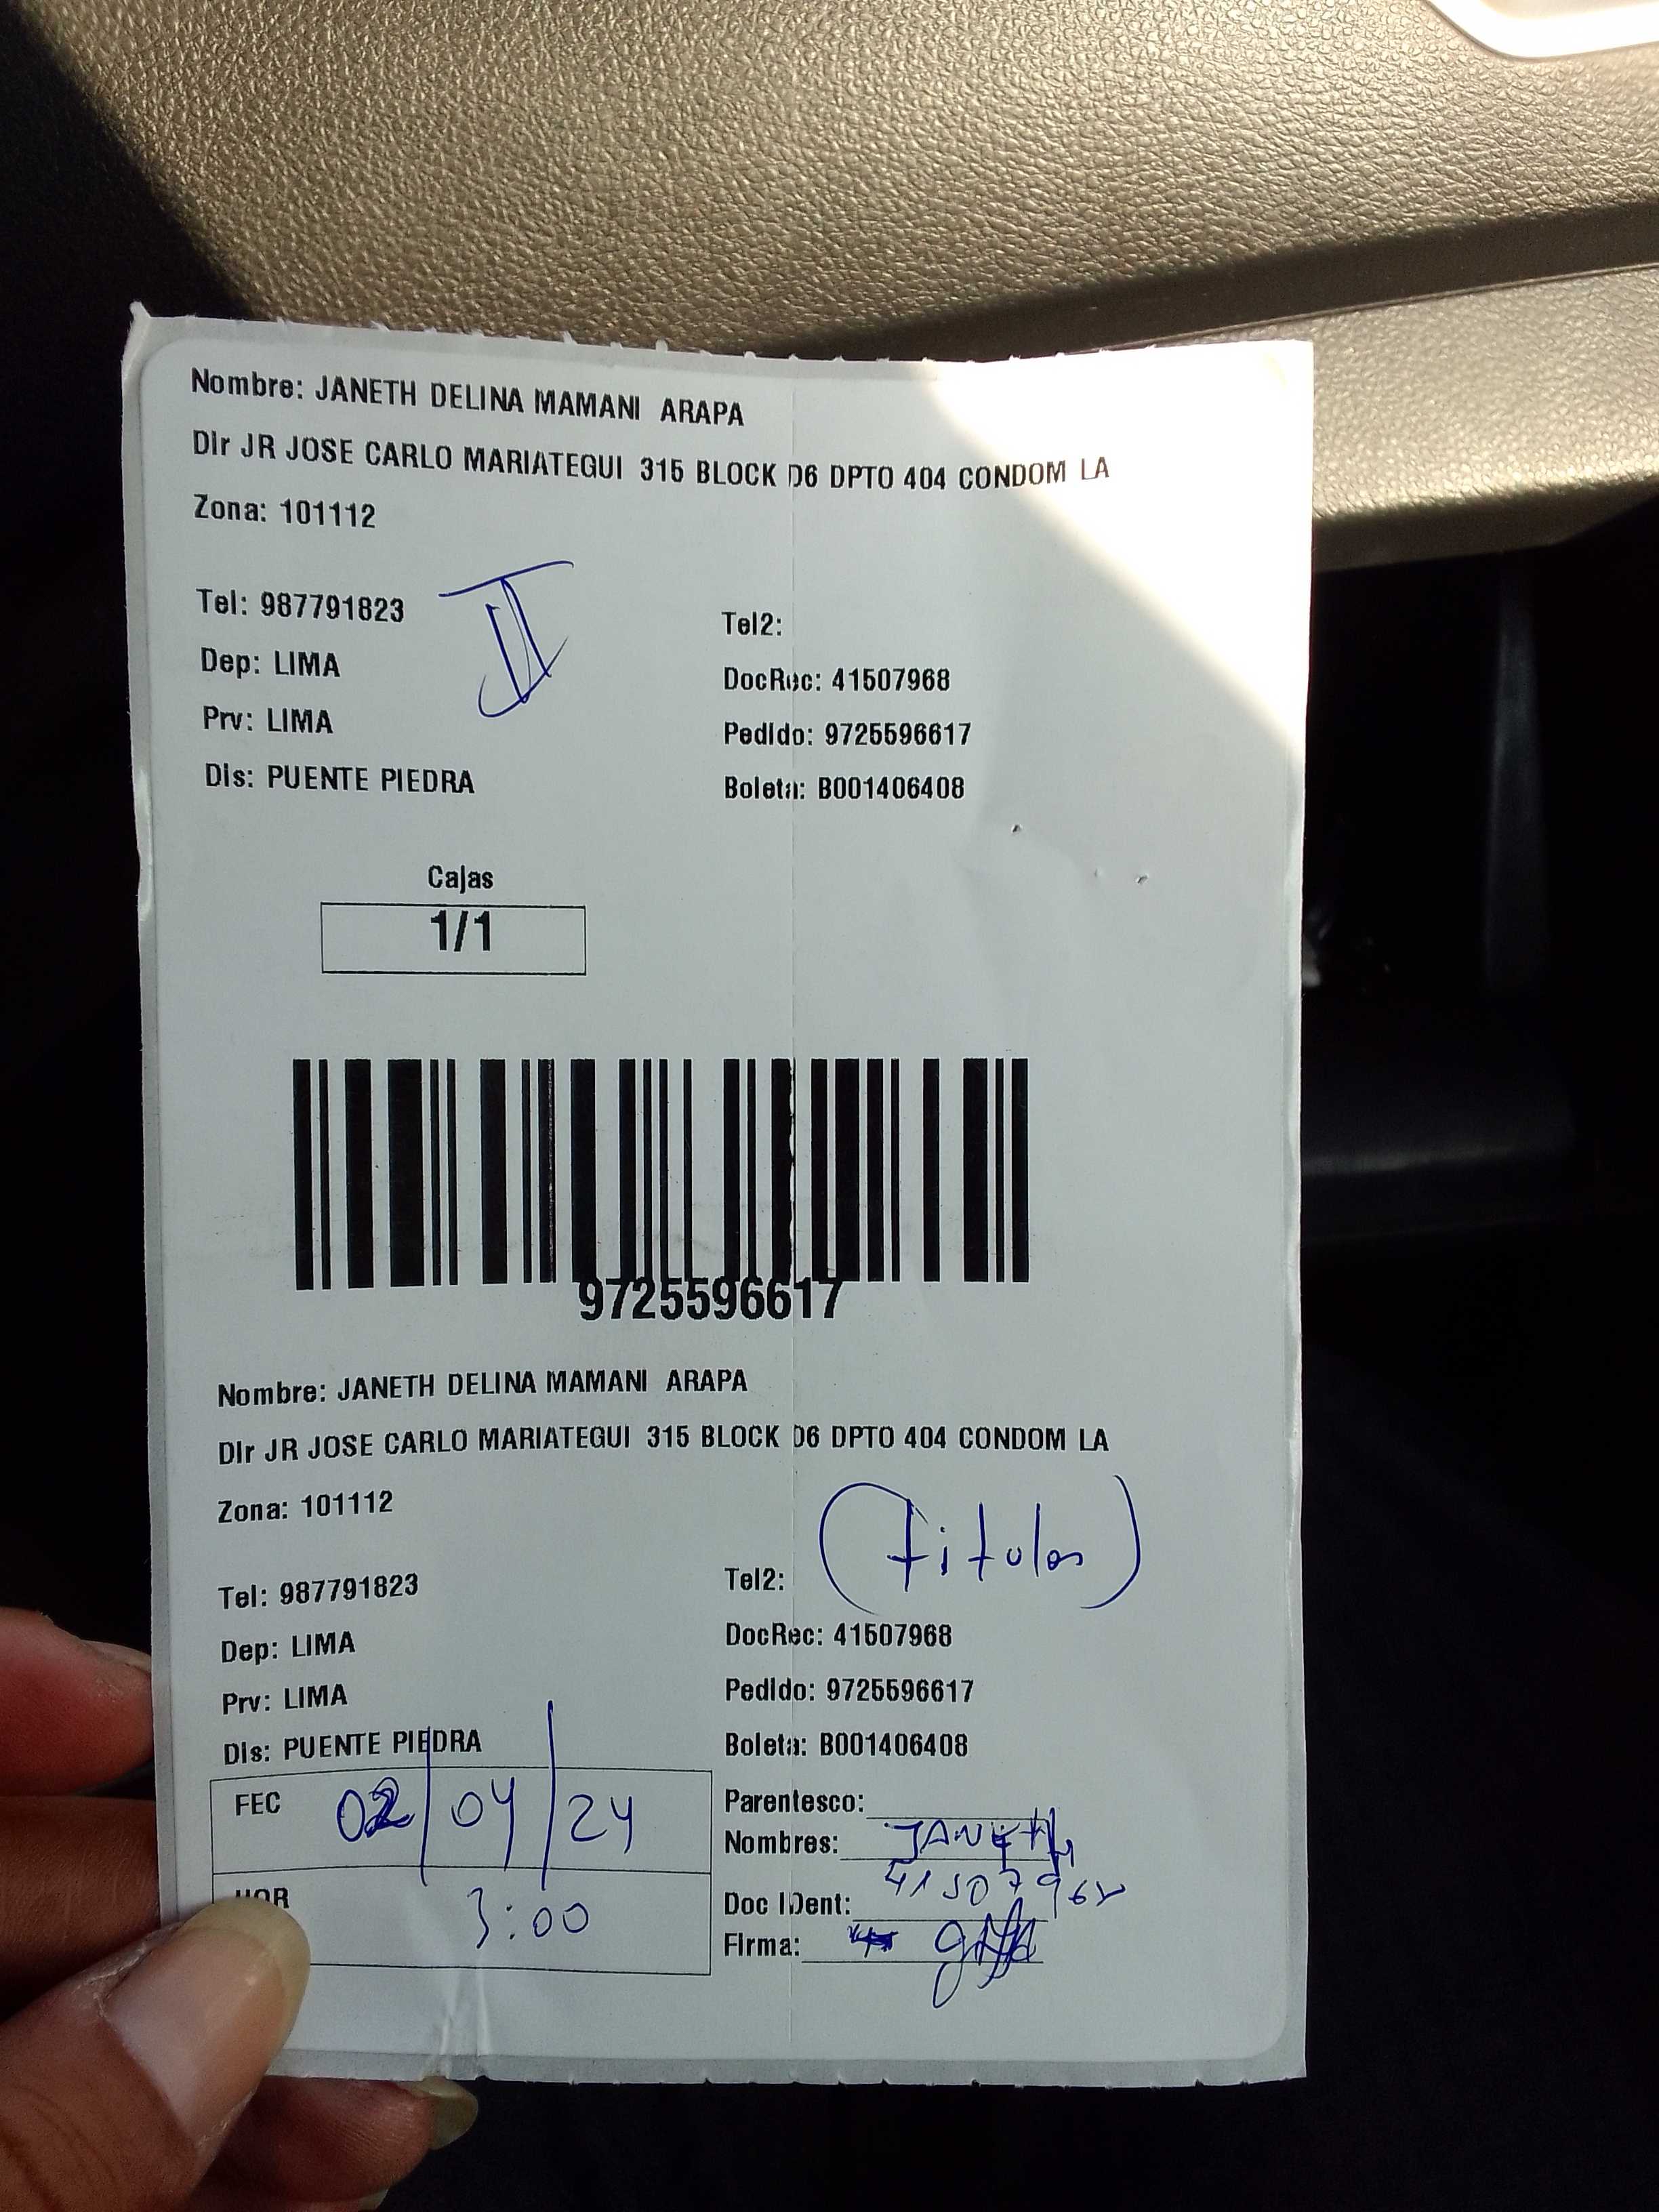 Nombre: JANETH DELINA MAMANI ARAPA
Dir JR JOSE CARLO MARIATEGUI 315 BLOCK D6 DPTO 404 CONDOM LA
Zona: 101112
Tel: 987791823
Tel2:
Dep: LIMA
DocRec: 41507968
Prv: LIMA
Pedido: 9725596617
Dis: PUENTE PIEDRA
Boleta: B001406408
Cajas
1/1
9725596617
Nombre: JANETH DELINA MAMANI ARAPA
Dir JR JOSE CARLO MARIATEGUI 315 BLOCK D6 DPTO 404 CONDOM LA
Zona: 101112
(titular)
Tel: 987791823
Tel2:
Dep: LIMA
DocRec: 41507968
Prv: LIMA
Pedido: 9725596617
Dis: PUENTE PIEDRA
Boleta: B001406408
FEC 02/04/24
Parentesco:
Nombres: JANETH
HOR 3:00
Doc IDent: 41507968
Firma: